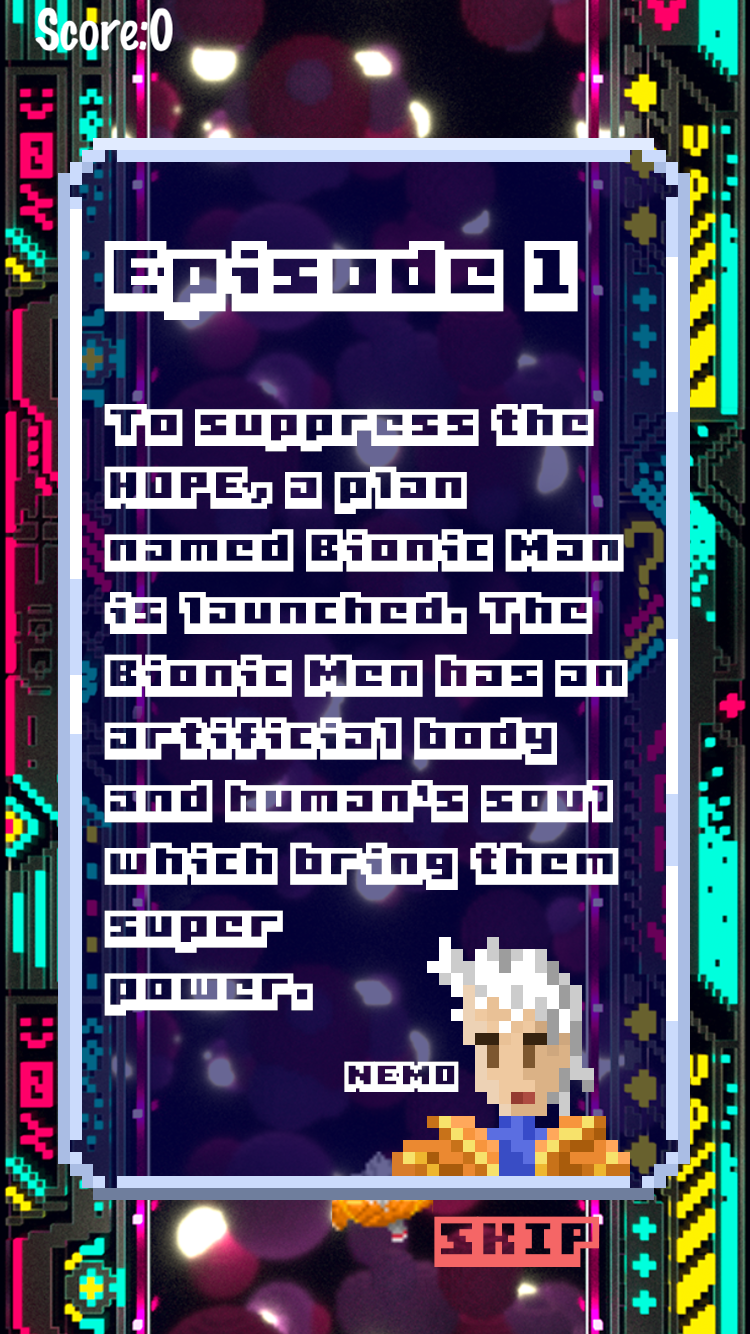 Score:0
Episode 1
To suppress the
HOPE, a plan
named Bionic Man
is launched. The
Bionic Men has an
artificial body
and human's soul
which bring them
super
power.
NEMO
SKIP